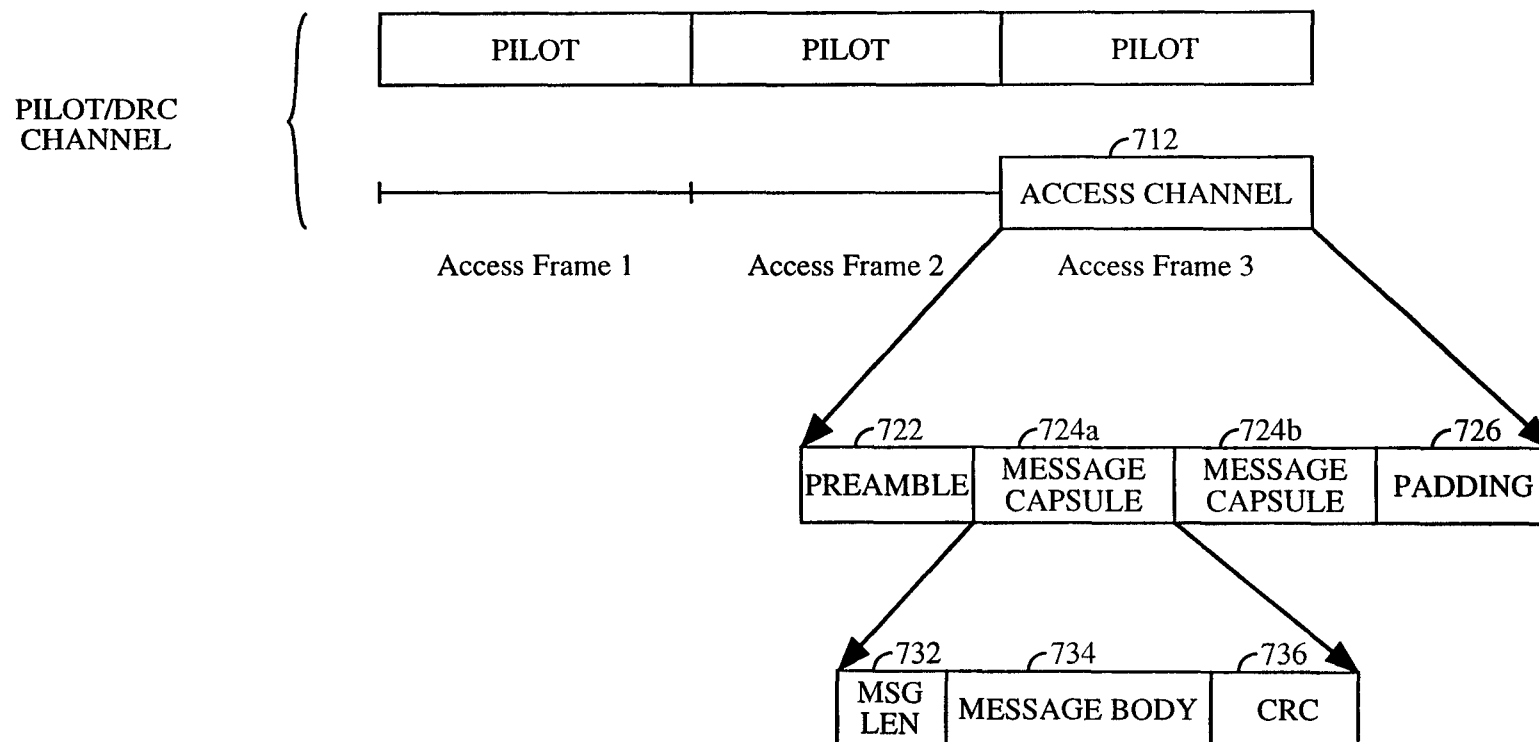 PILOT PILOT PILOT
PILOT/DRC
CHANNEL
712
ACCESS CHANNEL
Access Frame 1 Access Frame 2 Access Frame 3
722 724a 724b 726
PREAMBLE
MESSAGE
CAPSULE
MESSAGE
CAPSULE
PADDING
732 734 736
MSG
LEN
MESSAGE BODY
CRC